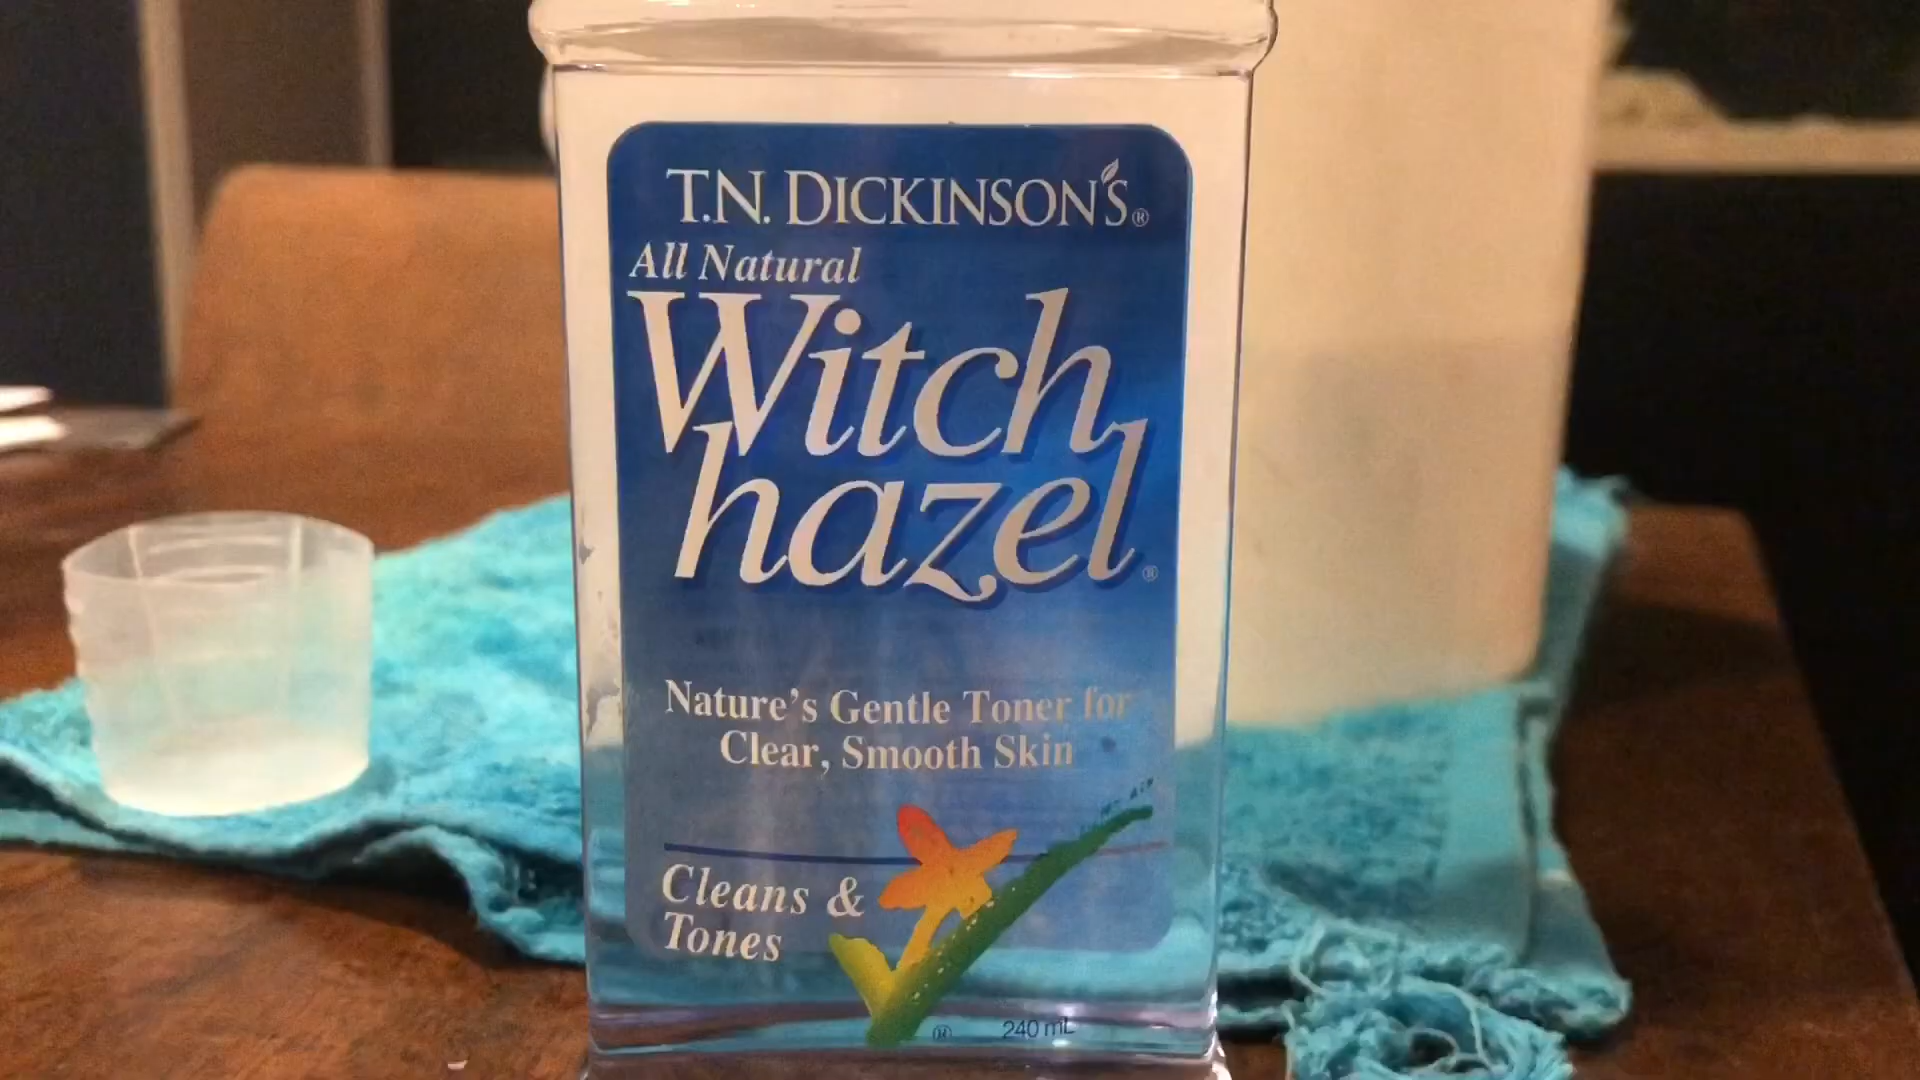 T.N. DICKINSON'S®
All Natural
Witch
hazel®
Nature's Gentle Toner for
Clear, Smooth Skin
Cleans &
Tones
® 240 mL